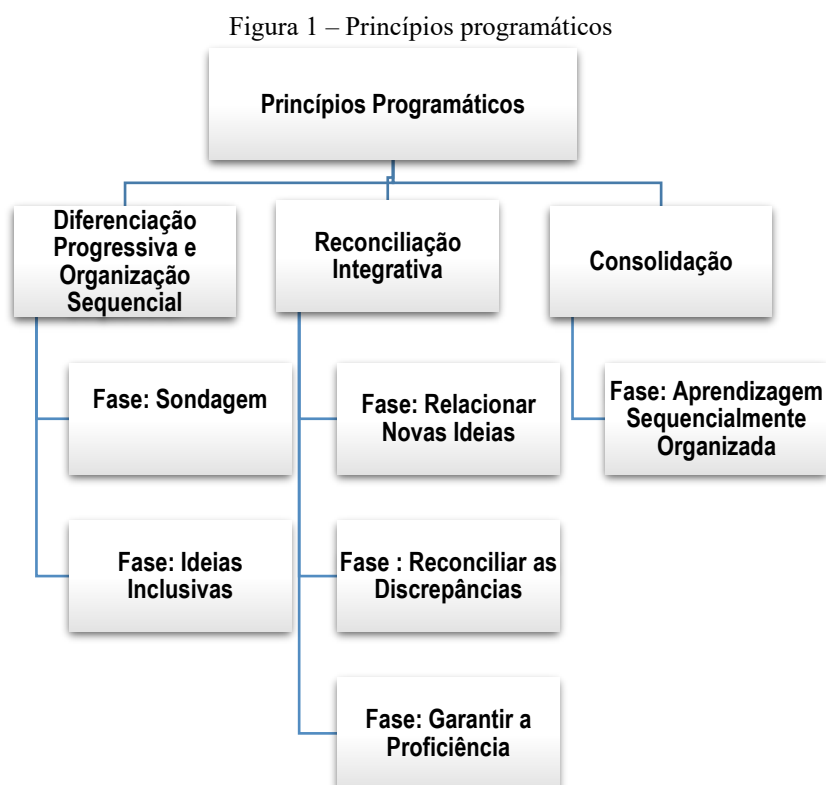 Figura 1 – Princípios programáticos
Princípios Programáticos
Diferenciação
Progressiva e
Organização
Sequencial
Reconciliação
Integrativa
Consolidação
Fase: Sondagem
Fase: Ideias
Inclusivas
Fase: Relacionar
Novas Ideias
Fase : Reconciliar as
Discrepâncias
Fase: Garantir a
Proficiência
Fase: Aprendizagem
Sequencialmente
Organizada